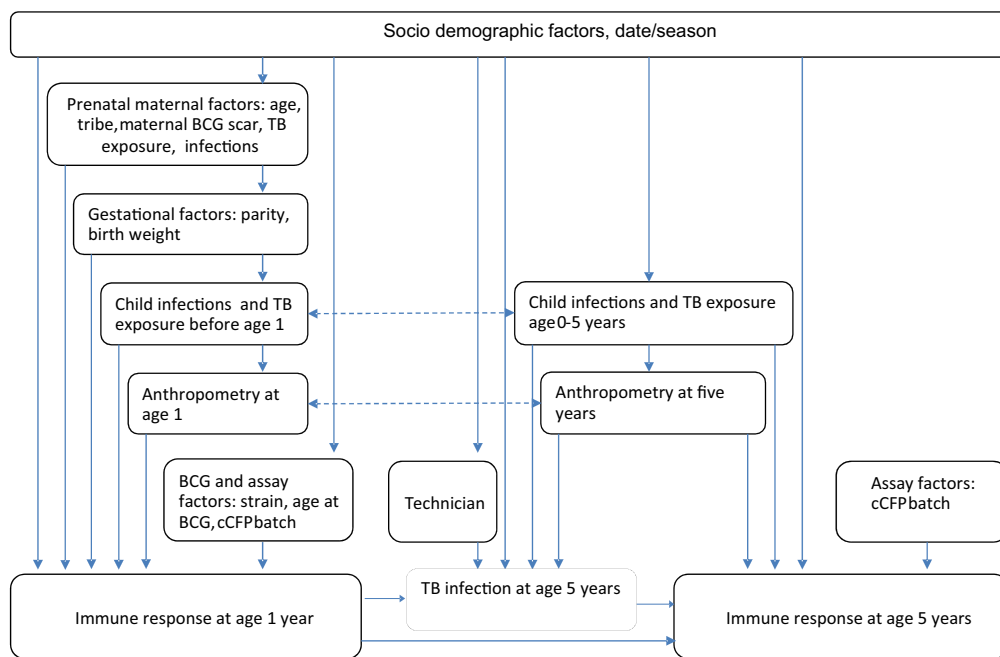 Socio demographic factors, date/season
Prenatal maternal factors: age,
tribe,maternal BCG scar, TB
exposure, infections
Gestational factors: parity,
birth weight
Child infections and TB
exposure before age 1
Child infections and TB exposure
age0-5 years
Anthropometry at
age 1
Anthropometry at five
years
BCG and assay
factors: strain, age at
BCG,cCFPbatch
Technician
Assay factors:
cCFPbatch
Immune response at age 1 year
TB infection at age 5 years
Immune response at age 5 years